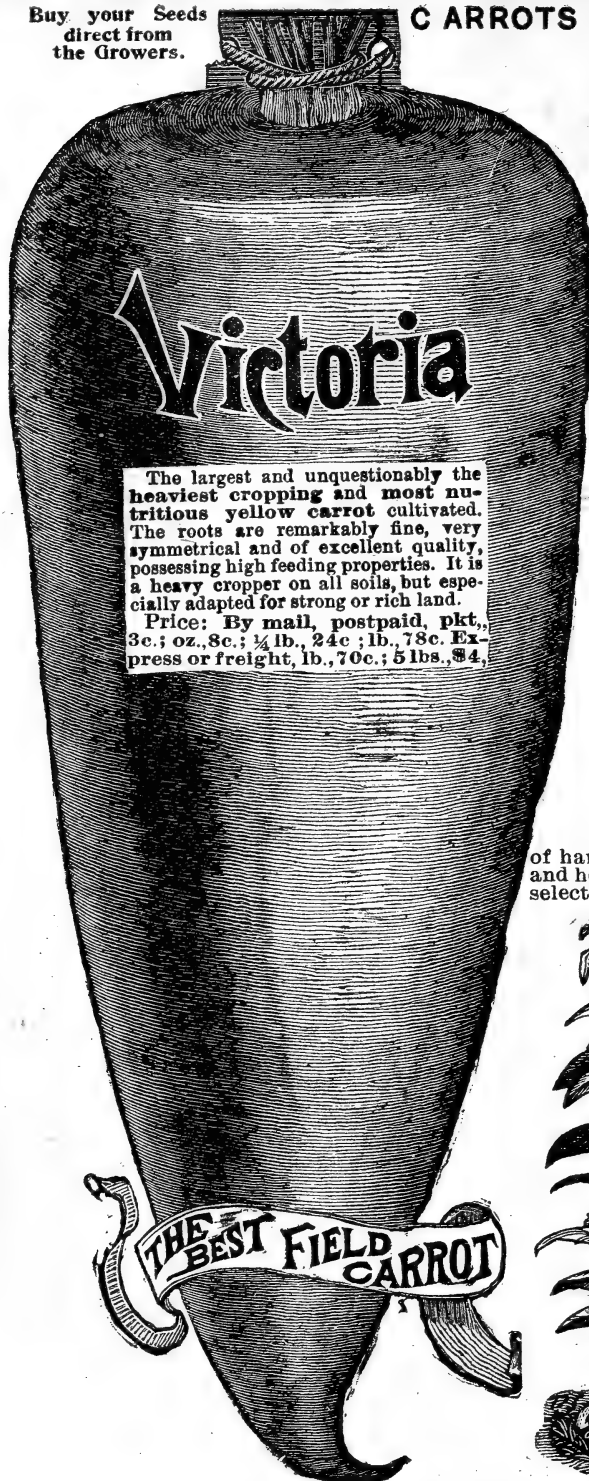 Buy your Seeds
direct from
the Growers.
C ARROTS
Victoria
The largest and unquestionably the
heaviest cropping and most nu-
tritious yellow carrot cultivated.
The roots are remarkably fine, very
symmetrical and of excellent quality,
possessing high feeding properties. It is
a heavy cropper on all soils, but espe-
cially adapted for strong or rich land.
Price: By mail, postpaid, pkt,,
3c.; oz.,8c.; ¼ lb., 24c ; lb., 78c. Ex-
press or freight, lb., 70c.; 5 lbs., $4,
of
and
select
THE
BEST FIELD
CARROT